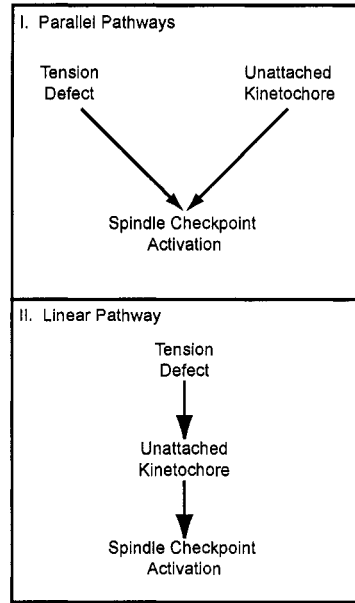 I. Parallel Pathways
Tension
Defect
Unattached
Kinetochore
Spindle Checkpoint
Activation
II. Linear Pathway
Tension
Defect
Unattached
Kinetochore
Spindle Checkpoint
Activation